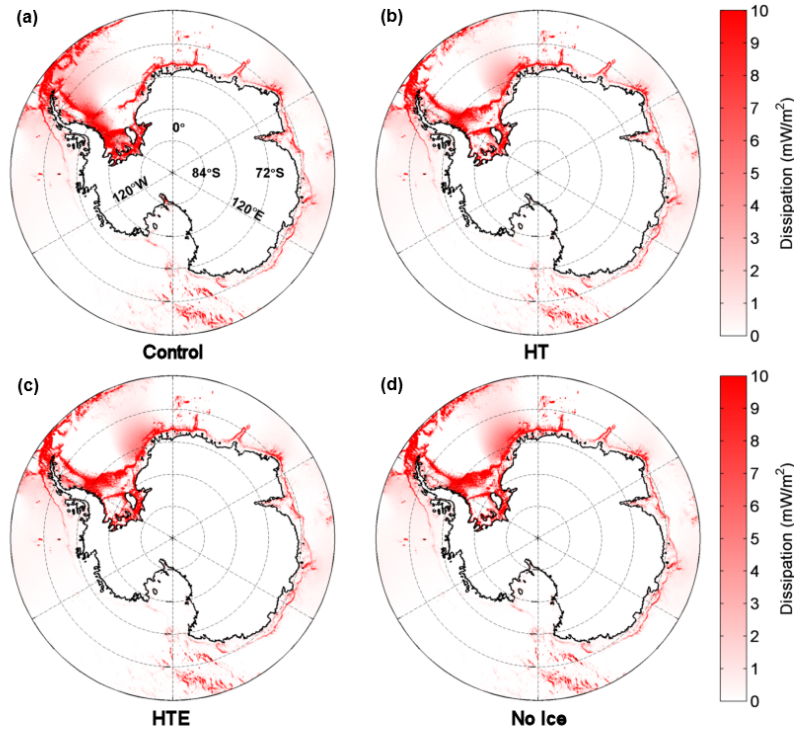 (a)
0°
84°S
72°S
120°W
120°E
Control
(b)
HT
10
9
8
7
6
5
4
3
2
1
0
Dissipation (mW/m²)
(c)
HTE
(d)
No Ice
10
9
8
7
6
5
4
3
2
1
0
Dissipation (mW/m²)